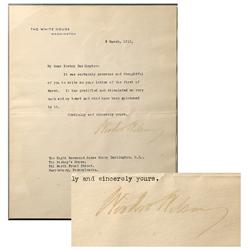 THE WHITE HOUSE
WASHINGTON
8 March, 1913.
My dear Bishop Darlington:
It was certainly generous and thoughtful
of you to write me your letter of the first of
March. It has gratified and stimulated me very
much and my heart and mind have been quickened
by it.
Cordially and sincerely yours,
Woodrow Wilson
The Right Reverend James Henry Darlington, D.D.,
The Bishop's House,
Harrisburg, Pennsylvania.
ly and sincerely yours,
Woodrow Wilson